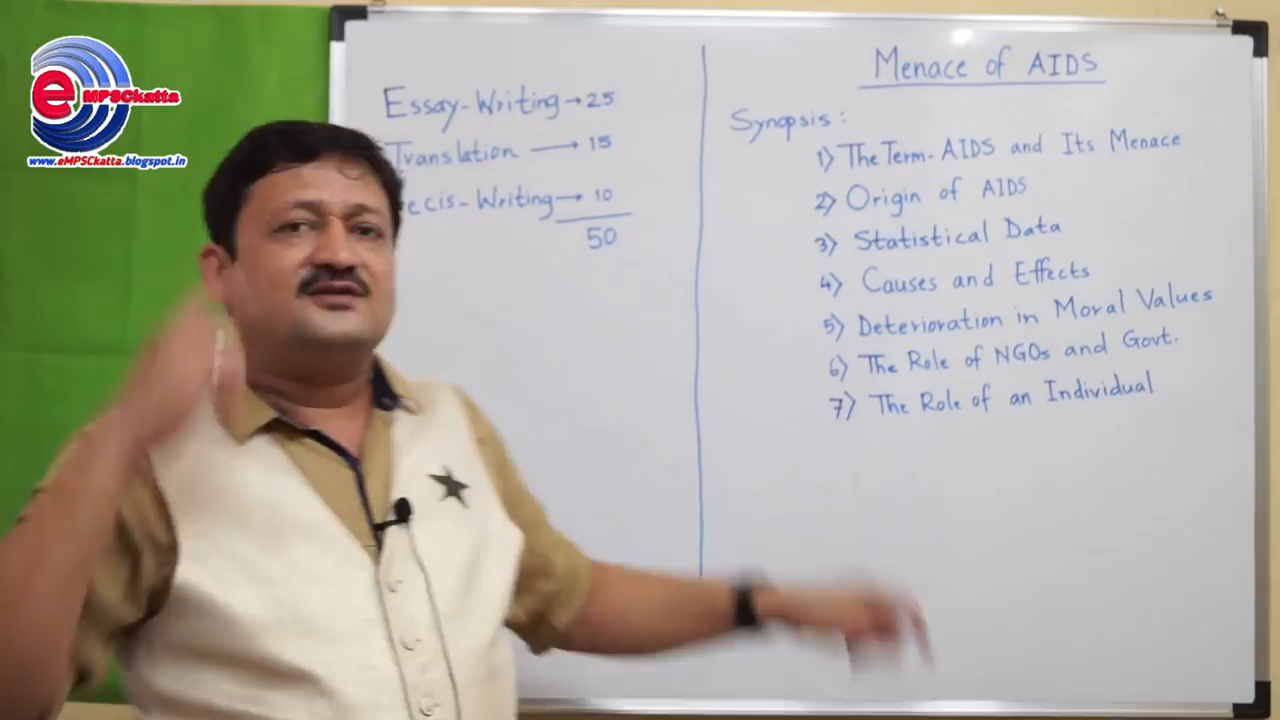 e MPSCkatta
www.eMPSCkatta.blogspot.in
Essay-Writing → 25
Translation → 15
ecis-Writing → 10
50
Menace of AIDS
Synopsis :
1) The Term-AIDS and Its Menace
2) Origin of AIDS
3) Statistical Data
4) Causes and Effects
5) Deterioration in Moral Values
6) The Role of NGOs and Govt.
7) The Role of an Individual